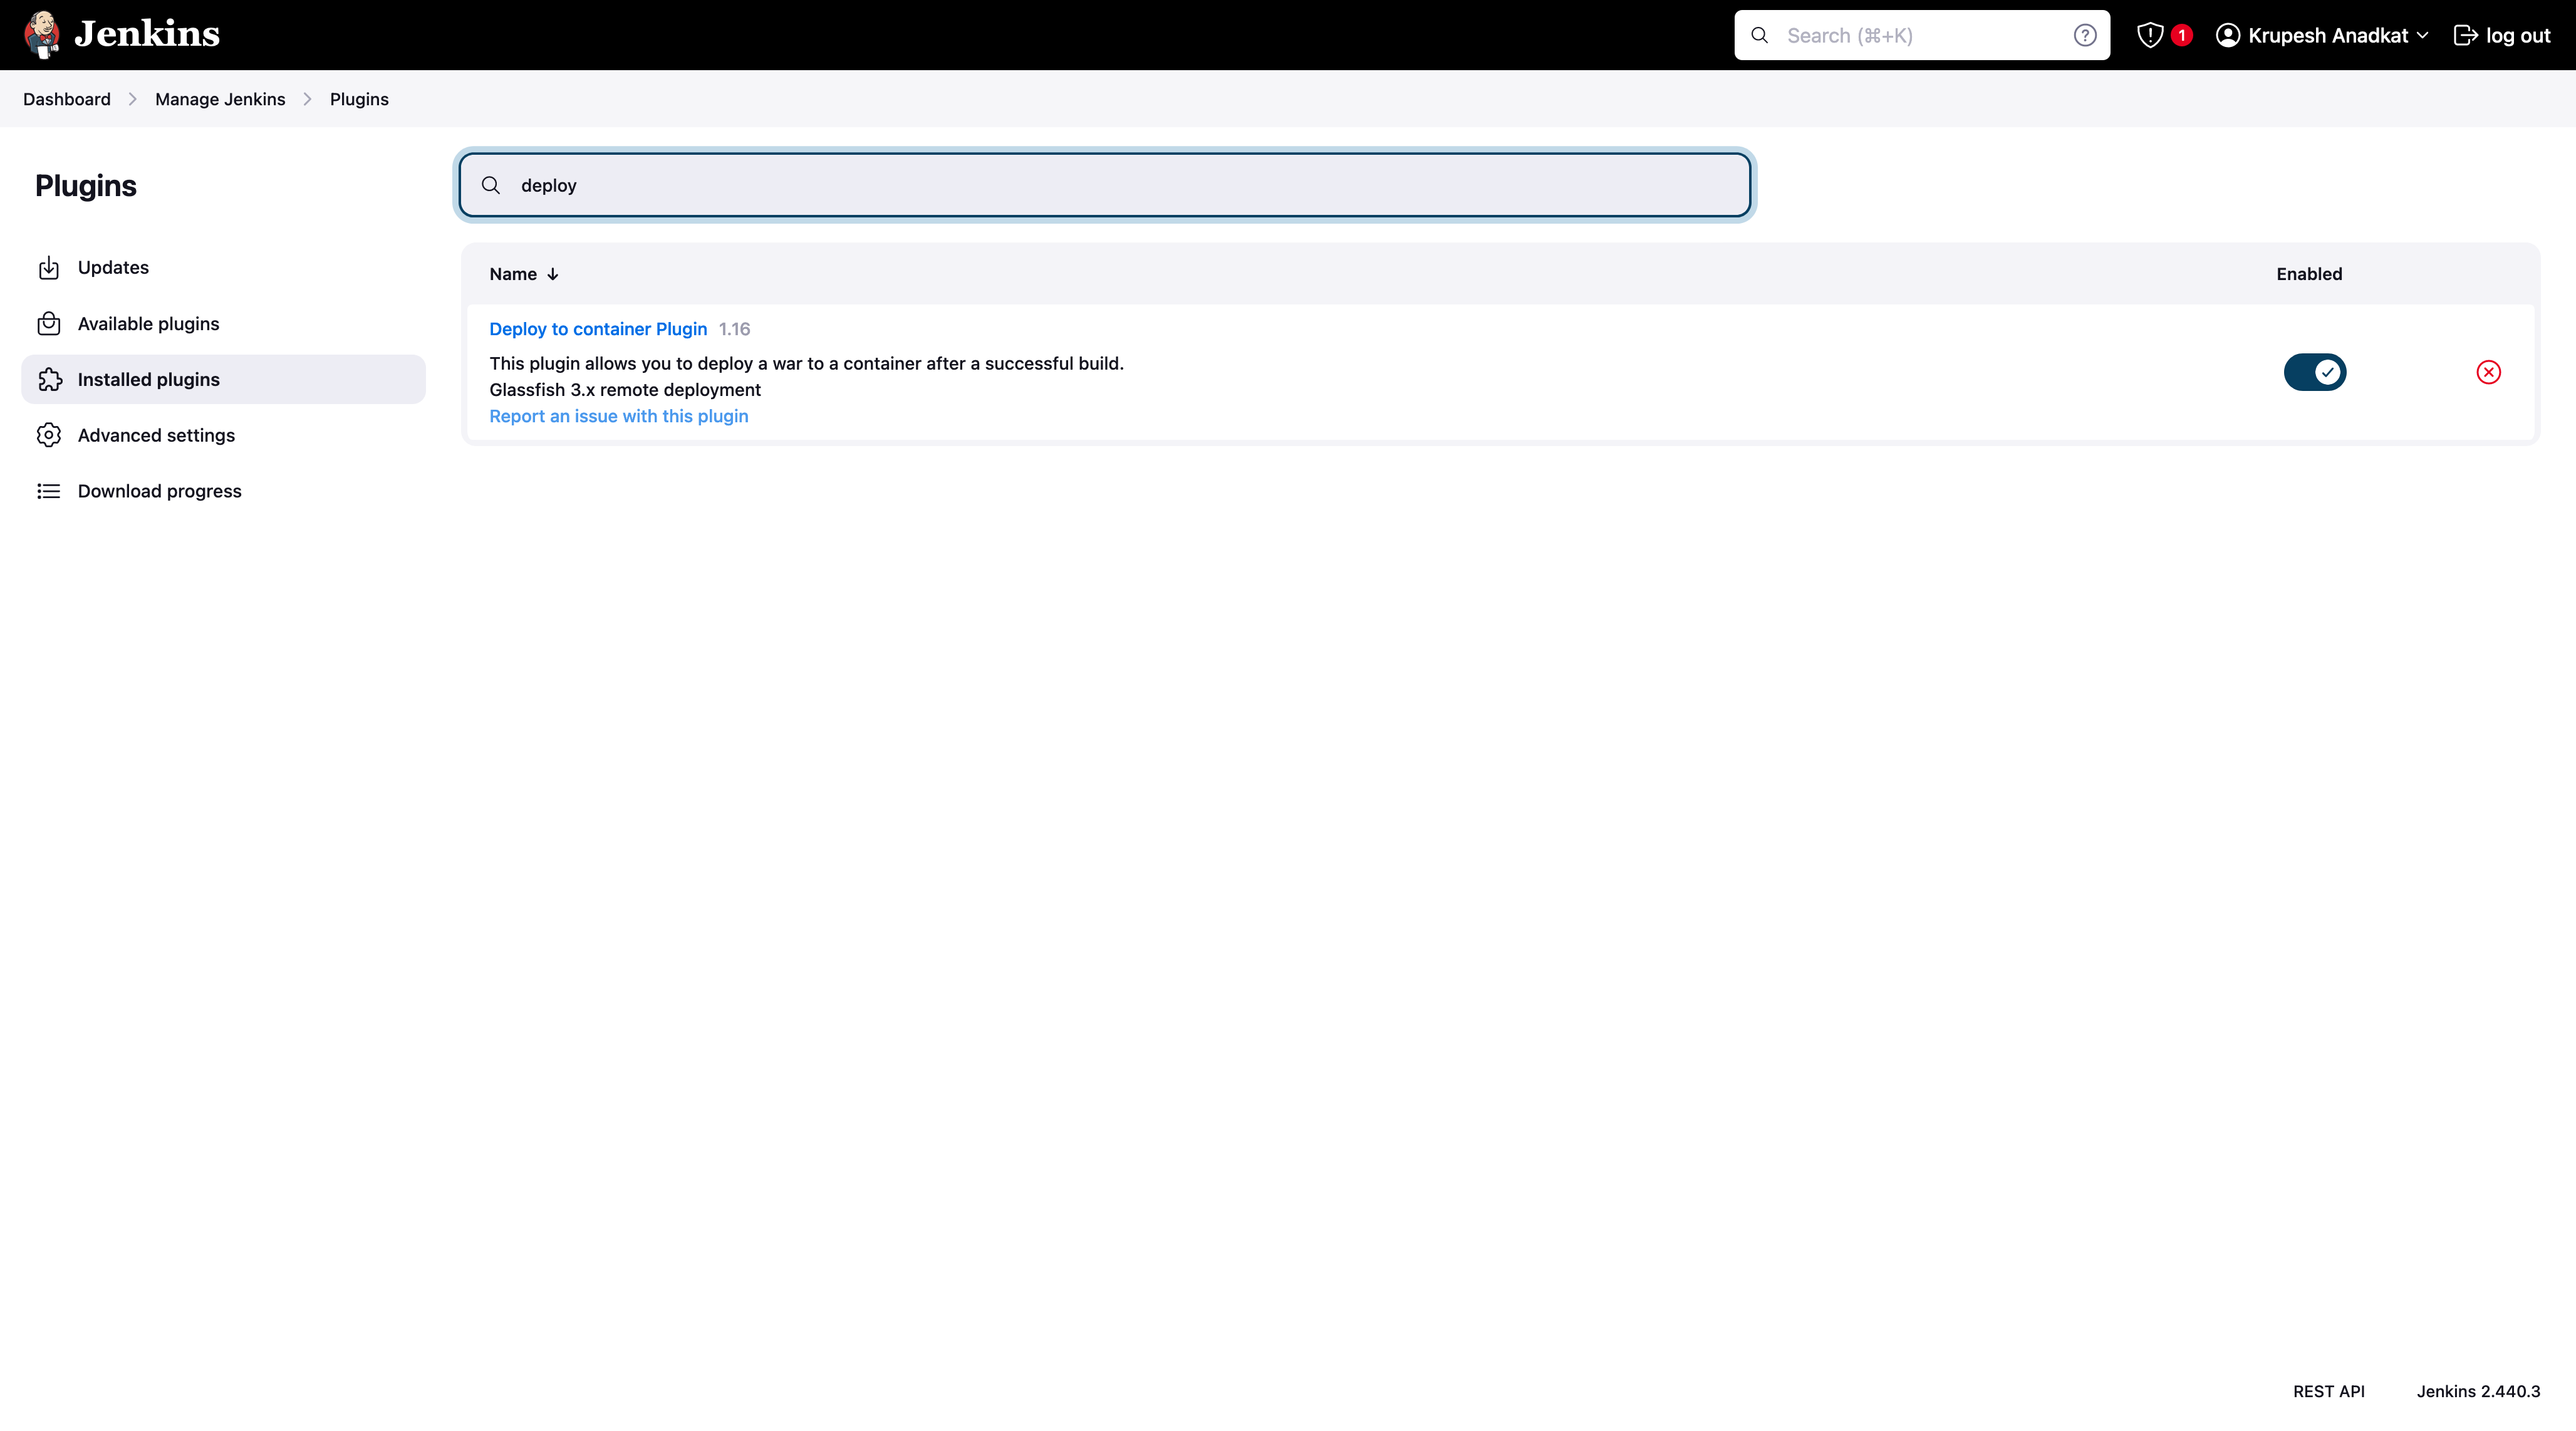 Jenkins
Search (⌘+K)
1
Krupesh Anadkat
log out
Dashboard
Manage Jenkins
Plugins
Plugins
Updates
Available plugins
Installed plugins
Advanced settings
Download progress
deploy
Name ↓
Enabled
Deploy to container Plugin 1.16
This plugin allows you to deploy a war to a container after a successful build.
Glassfish 3.x remote deployment
Report an issue with this plugin
REST API
Jenkins 2.440.3